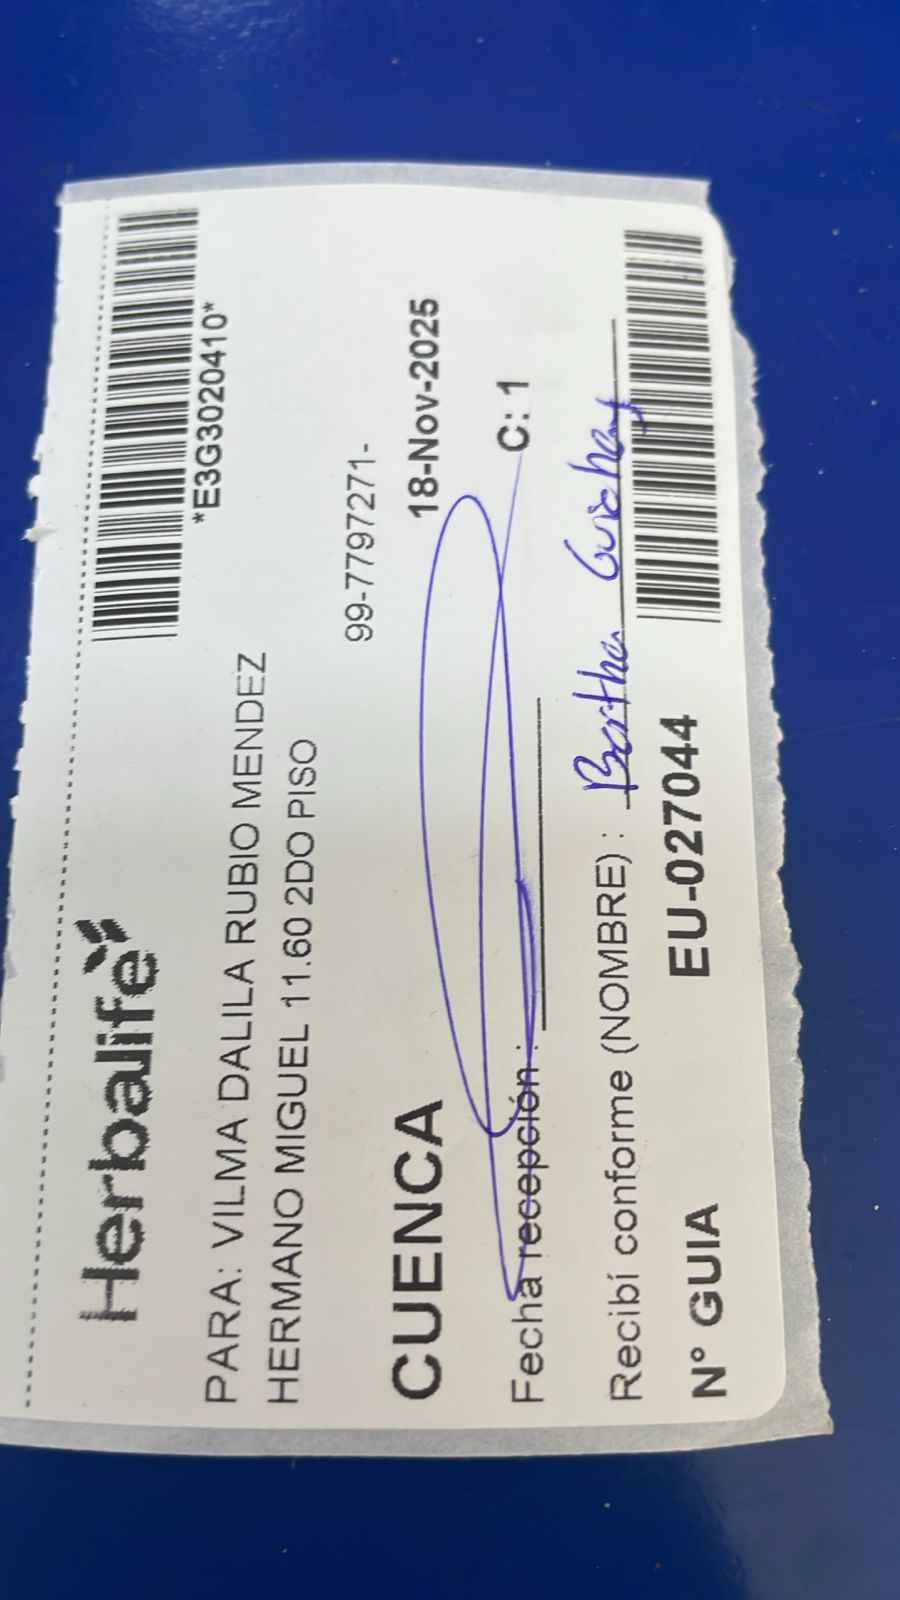 Herbalife
*E3G3020410*
PARA: VILMA DALILA RUBIO MENDEZ
HERMANO MIGUEL 11.60 2DO PISO
99-7797271-
CUENCA
18-Nov-2025
Fecha recepción :
C: 1
Recibí conforme (NOMBRE) : Bertha
N° GUIA EU-027044